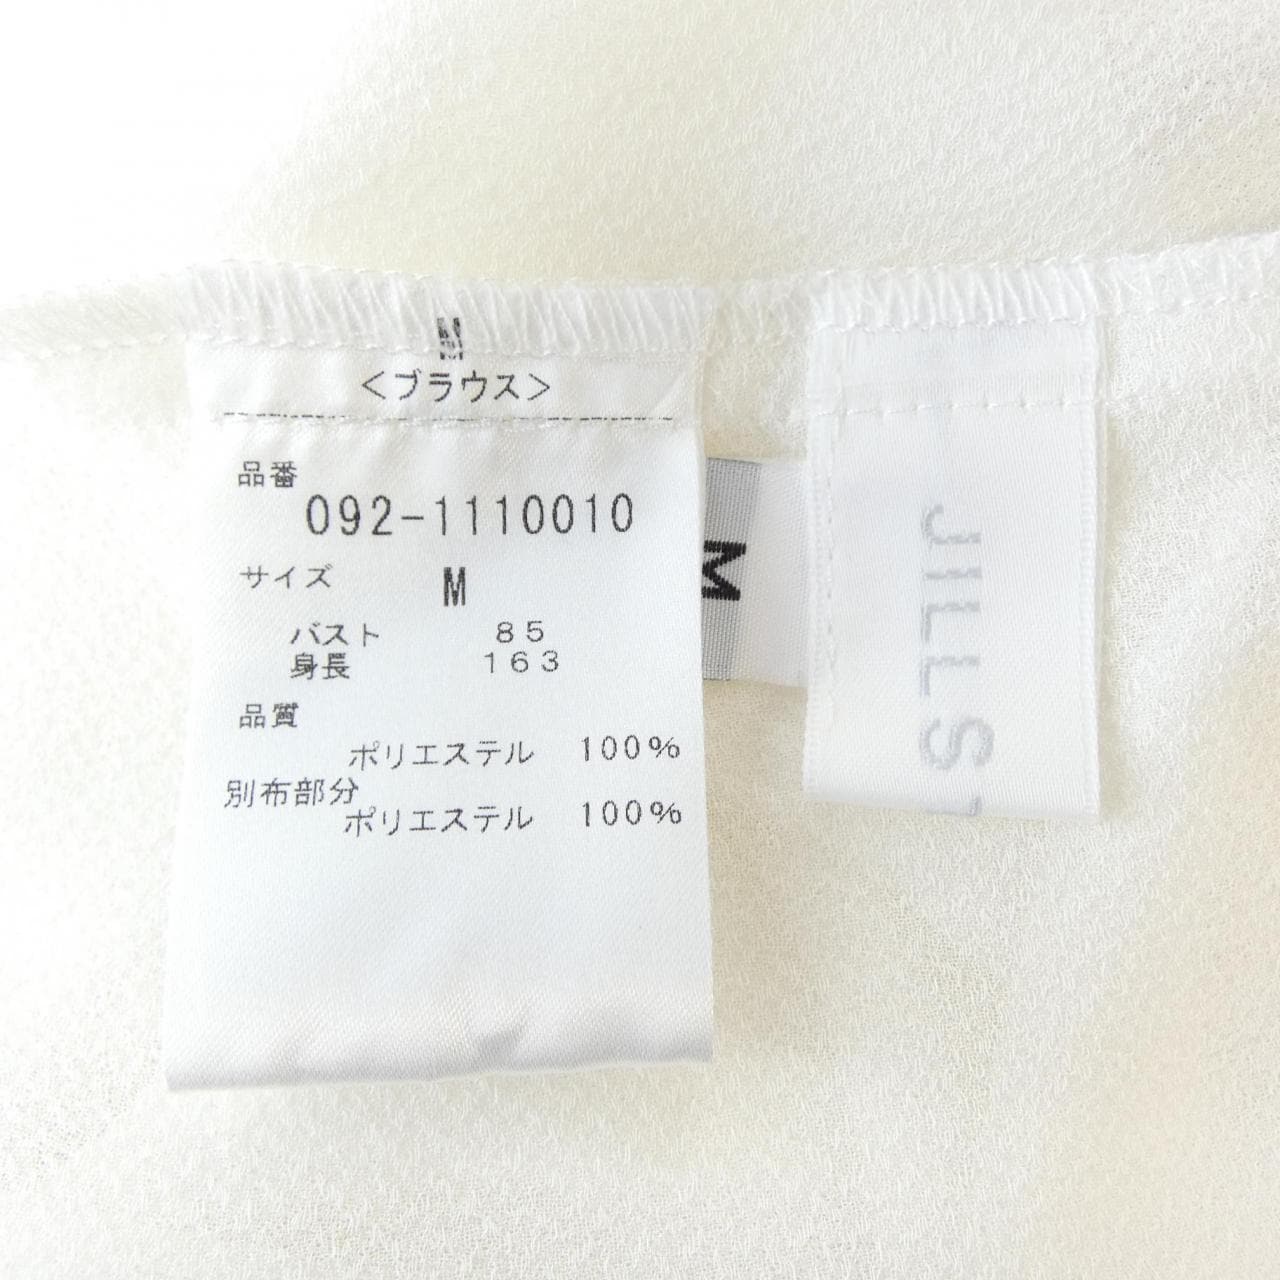 M
＜ブラウス＞
品番
092-1110010
サイズ M
バスト 85
身長 163
品質
ポリエステル 100%
別布部分
ポリエステル 100%
M
JILLS